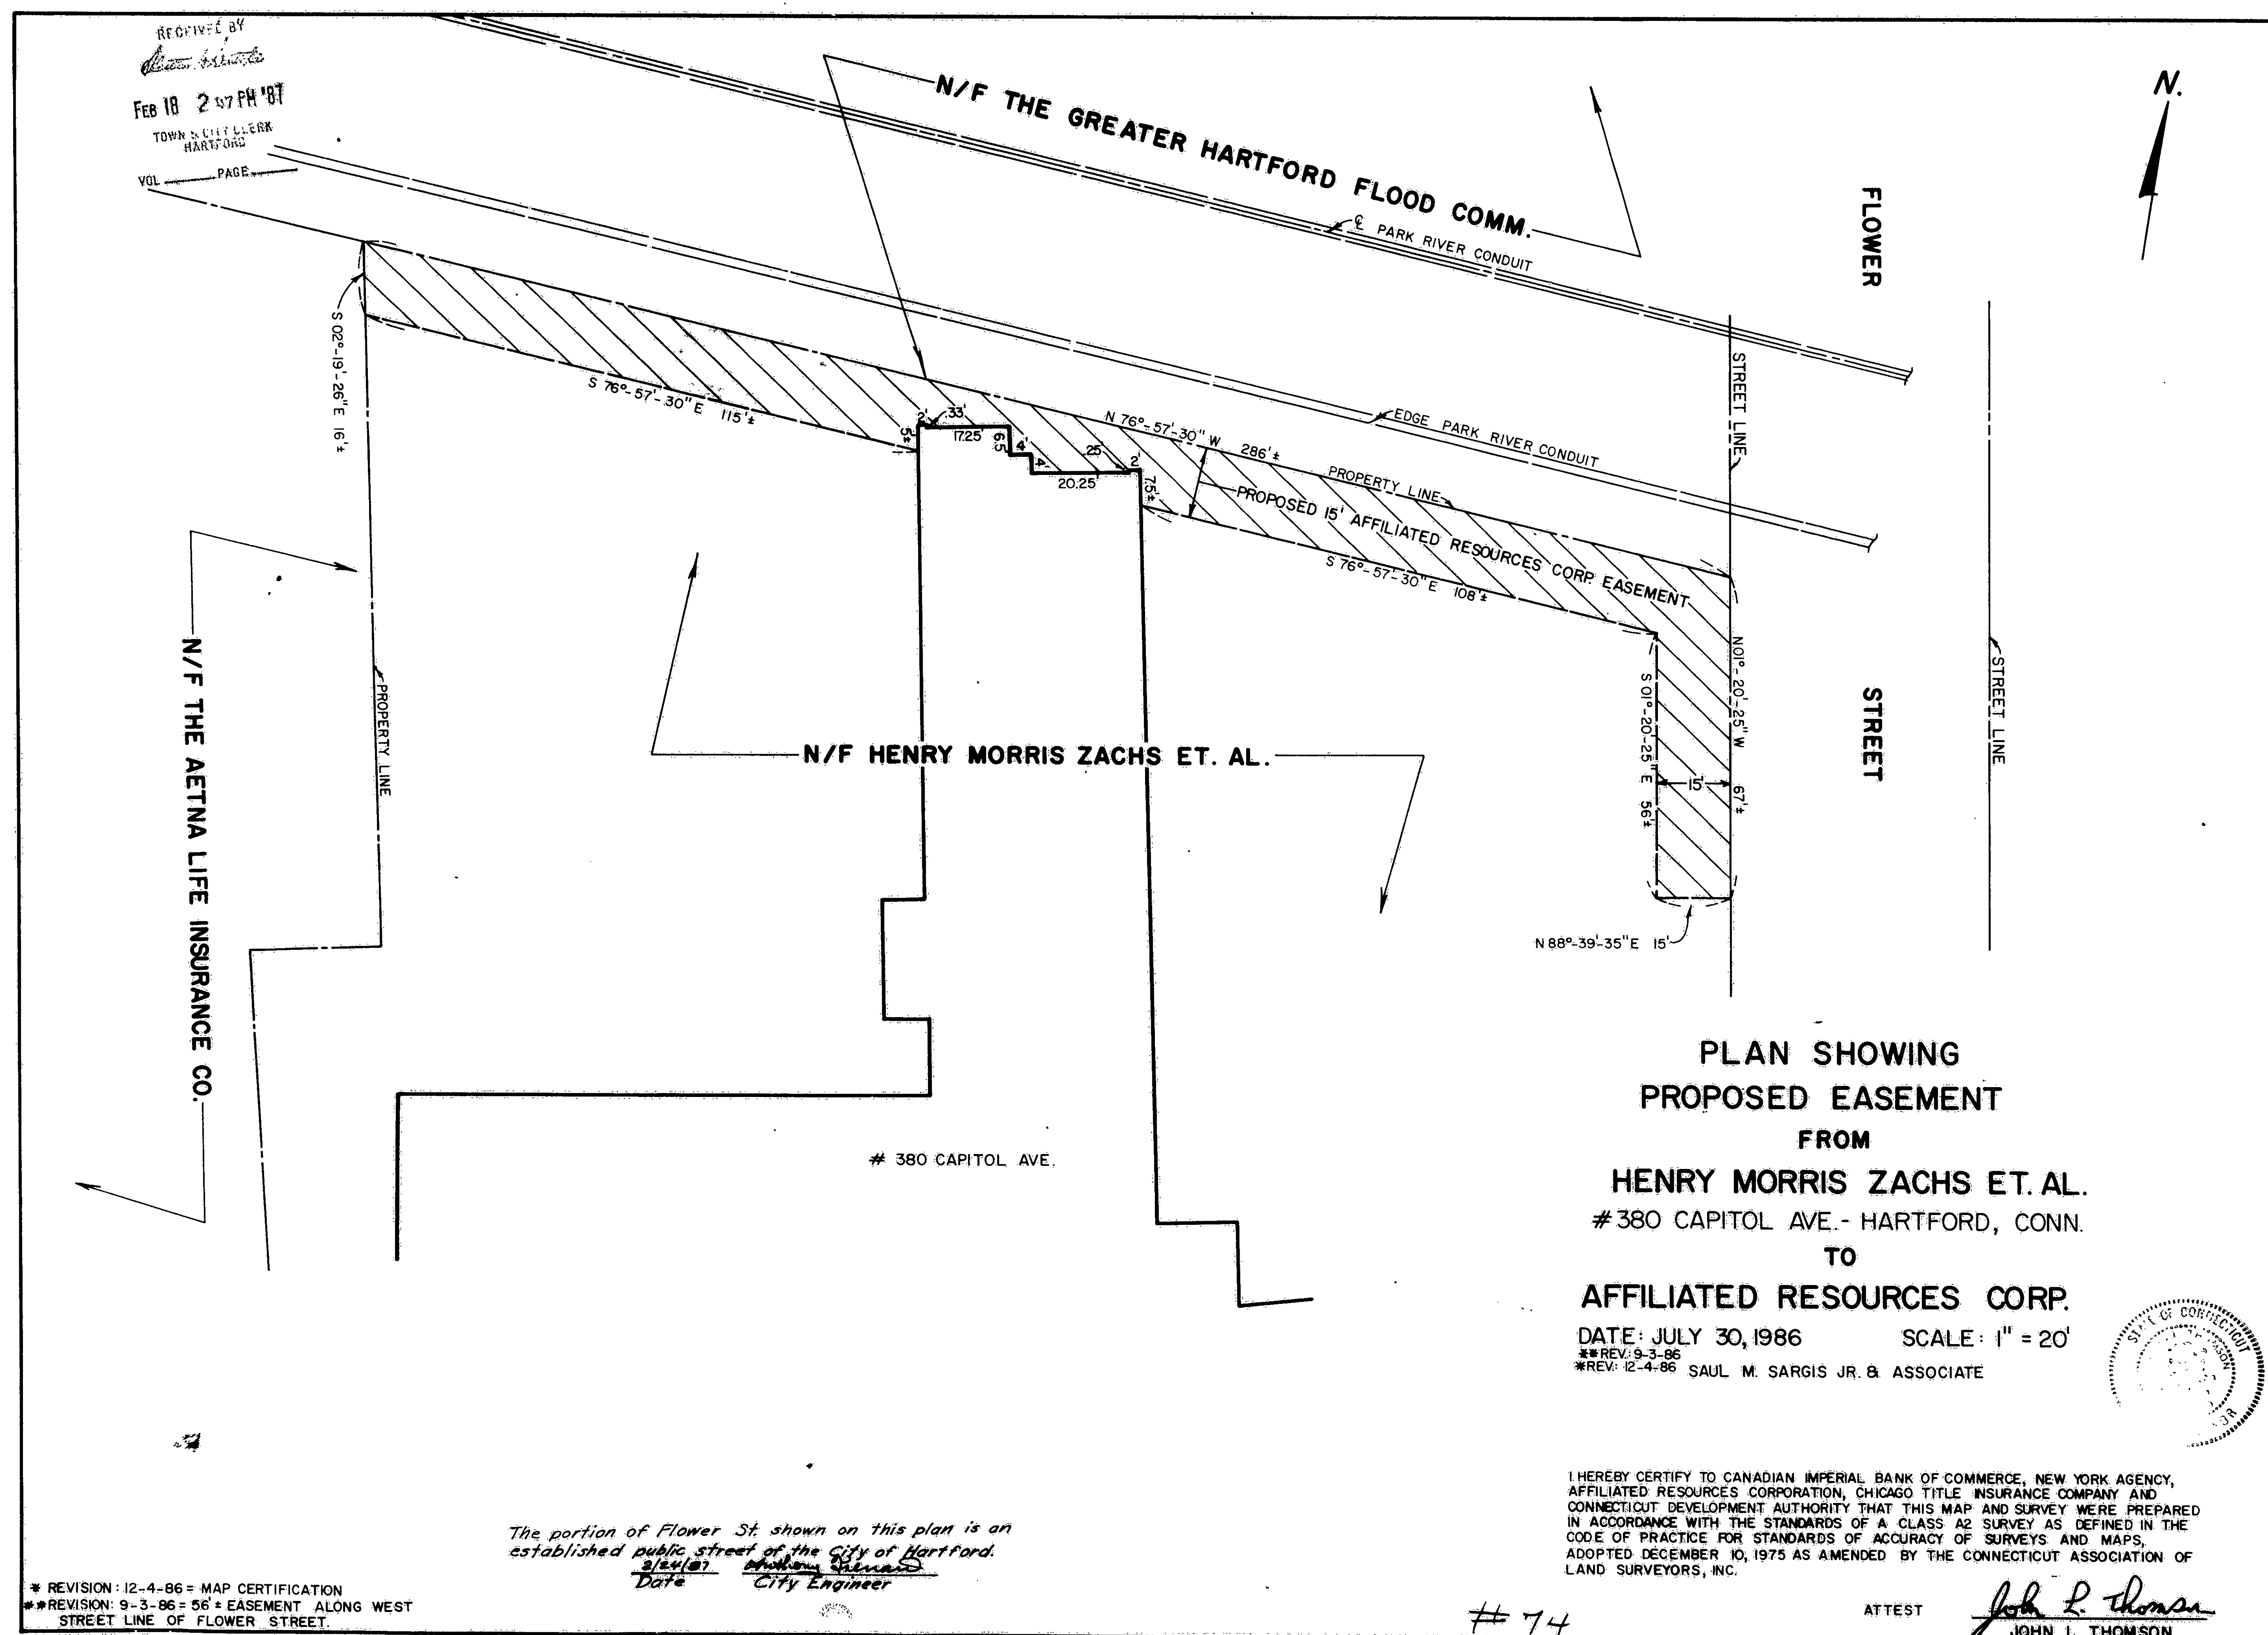 RECEIVED BY
FEB 18 2 47 PM '87
TOWN & CITY CLERK
HARTFORD
VOL PAGE
N/F THE GREATER HARTFORD FLOOD COMM.
℄ PARK RIVER CONDUIT
N.
FLOWER
STREET
STREET LINE
STREET LINE
S 02°-19'-26"E 16'±
S 76°-57'-30"E 115'±
2'
.33'
5'±
17.25'
6.5'
4'
4'
20.25'
.25'
2'
7.5'±
N 76°-57'-30" W 286'±
EDGE PARK RIVER CONDUIT
PROPERTY LINE
PROPOSED 15' AFFILIATED RESOURCES CORP. EASEMENT
S 76°-57'-30"E 108'±
N 01°-20'-25" W 67'±
S 01°-20'-25" E 56'±
15'
N 88°-39'-35"E 15'
N/F THE AETNA LIFE INSURANCE CO.
PROPERTY LINE
N/F HENRY MORRIS ZACHS ET. AL.
# 380 CAPITOL AVE.
PLAN SHOWING
PROPOSED EASEMENT
FROM
HENRY MORRIS ZACHS ET. AL.
#380 CAPITOL AVE.- HARTFORD, CONN.
TO
AFFILIATED RESOURCES CORP.
DATE: JULY 30, 1986 SCALE: 1" = 20'
**REV.: 9-3-86
*REV.: 12-4-86 SAUL M. SARGIS JR. & ASSOCIATE
STATE OF CONNECTICUT
I HEREBY CERTIFY TO CANADIAN IMPERIAL BANK OF COMMERCE, NEW YORK AGENCY,
AFFILIATED RESOURCES CORPORATION, CHICAGO TITLE INSURANCE COMPANY AND
CONNECTICUT DEVELOPMENT AUTHORITY THAT THIS MAP AND SURVEY WERE PREPARED
IN ACCORDANCE WITH THE STANDARDS OF A CLASS A2 SURVEY AS DEFINED IN THE
CODE OF PRACTICE FOR STANDARDS OF ACCURACY OF SURVEYS AND MAPS,
ADOPTED DECEMBER 10, 1975 AS AMENDED BY THE CONNECTICUT ASSOCIATION OF
LAND SURVEYORS, INC.
ATTEST John L. Thomson
JOHN L. THOMSON
The portion of Flower St. shown on this plan is an
established public street of the City of Hartford.
2/24/87
Date City Engineer
* REVISION: 12-4-86 = MAP CERTIFICATION
**REVISION: 9-3-86 = 56'± EASEMENT ALONG WEST
STREET LINE OF FLOWER STREET.
# 74